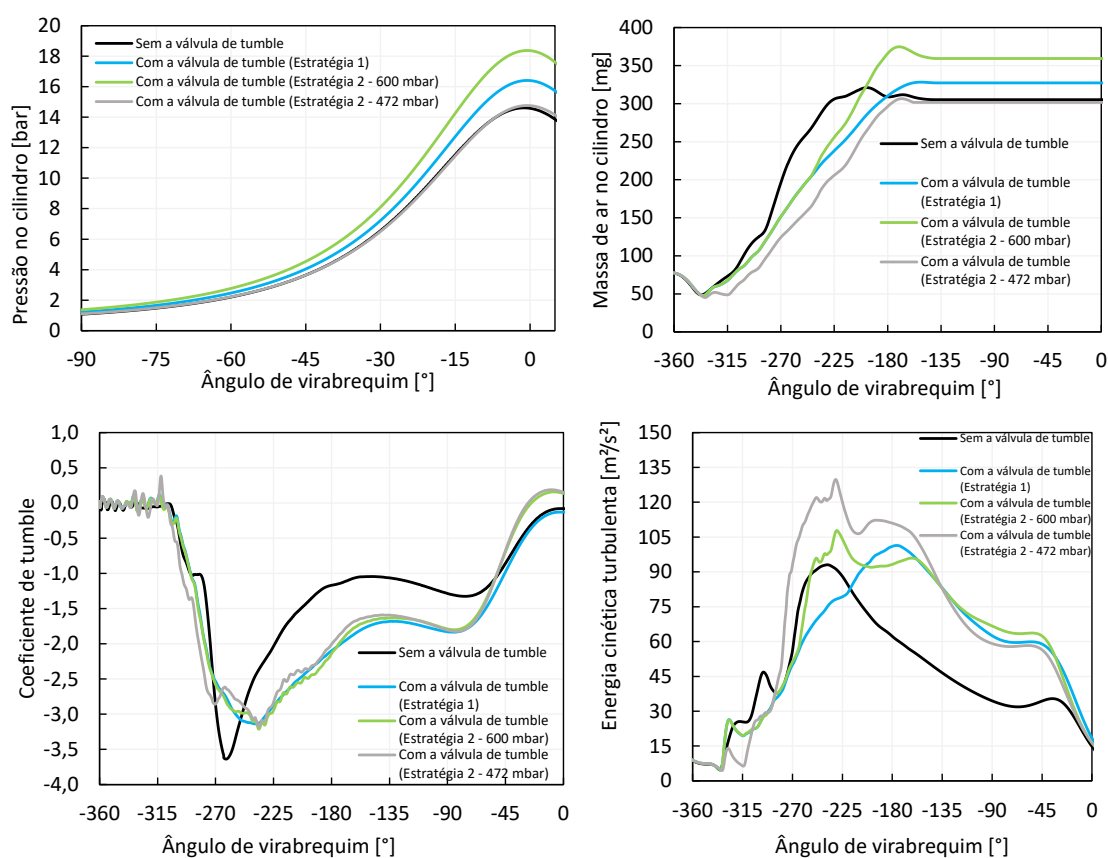 20
18
16
14
12
10
8
6
4
2
0
Pressão no cilindro [bar]
Sem a válvula de tumble
Com a válvula de tumble (Estratégia 1)
Com a válvula de tumble (Estratégia 2 - 600 mbar)
Com a válvula de tumble (Estratégia 2 - 472 mbar)
-90 -75 -60 -45 -30 -15 0
Ângulo de virabrequim [°]
400
350
300
250
200
150
100
50
0
Massa de ar no cilindro [mg]
Sem a válvula de tumble
Com a válvula de tumble
(Estratégia 1)
Com a válvula de tumble
(Estratégia 2 - 600 mbar)
Com a válvula de tumble
(Estratégia 2 - 472 mbar)
-360 -315 -270 -225 -180 -135 -90 -45 0
Ângulo de virabrequim [°]
1,0
0,5
0,0
-0,5
-1,0
-1,5
-2,0
-2,5
-3,0
-3,5
-4,0
Coeficiente de tumble
Sem a válvula de tumble
Com a válvula de tumble
(Estratégia 1)
Com a válvula de tumble
(Estratégia 2 - 600 mbar)
Com a válvula de tumble
(Estratégia 2 - 472 mbar)
-360 -315 -270 -225 -180 -135 -90 -45 0
Ângulo de virabrequim [°]
150
135
120
105
90
75
60
45
30
15
0
Energia cinética turbulenta [m²/s²]
Sem a válvula de tumble
Com a válvula de tumble
(Estratégia 1)
Com a válvula de tumble
(Estratégia 2 - 600 mbar)
Com a válvula de tumble
(Estratégia 2 - 472 mbar)
-360 -315 -270 -225 -180 -135 -90 -45 0
Ângulo de virabrequim [°]